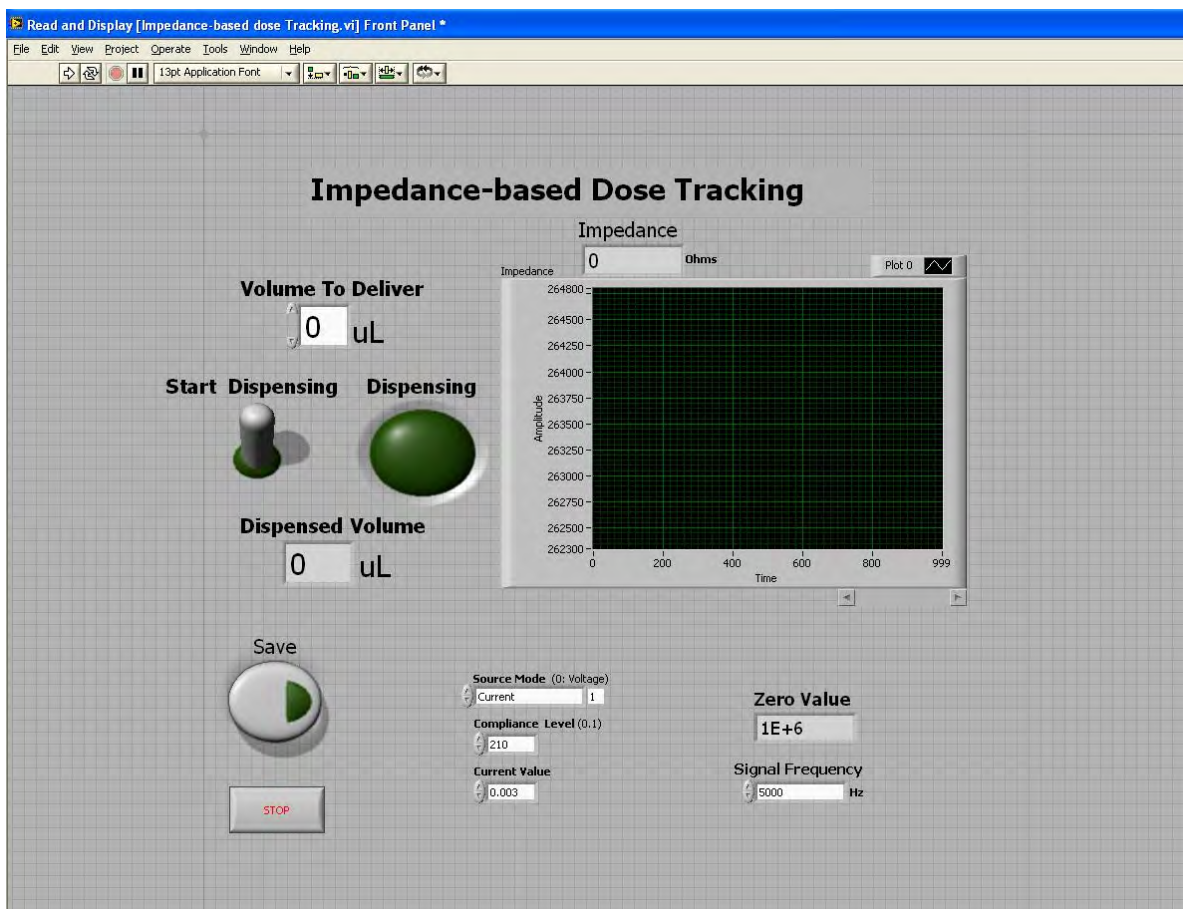 Read and Display [Impedance-based dose Tracking.vi] Front Panel *
File Edit View Project Operate Tools Window Help
13pt Application Font
Impedance-based Dose Tracking
Impedance
0 Ohms
Impedance
Plot 0
Volume To Deliver
0 uL
Start Dispensing
Dispensing
Dispensed Volume
0 uL
264800
264500
264250
264000
263750
263500
263250
263000
262750
262500
262300
Amplitude
0 200 400 600 800 999
Time
Save
STOP
Source Mode (0: Voltage)
Current 1
Compliance Level (0.1)
210
Current Value
0.003
Zero Value
1E+6
Signal Frequency
5000 Hz